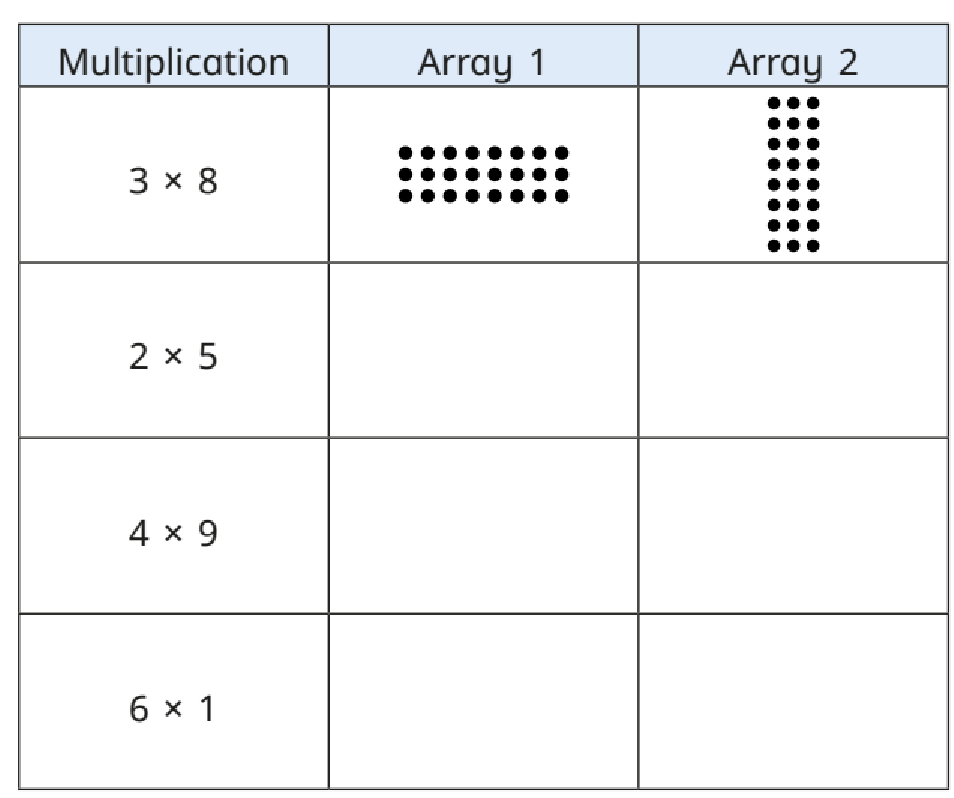 Multiplication Array 1 Array 2
3 × 8
2 × 5
4 × 9
6 × 1